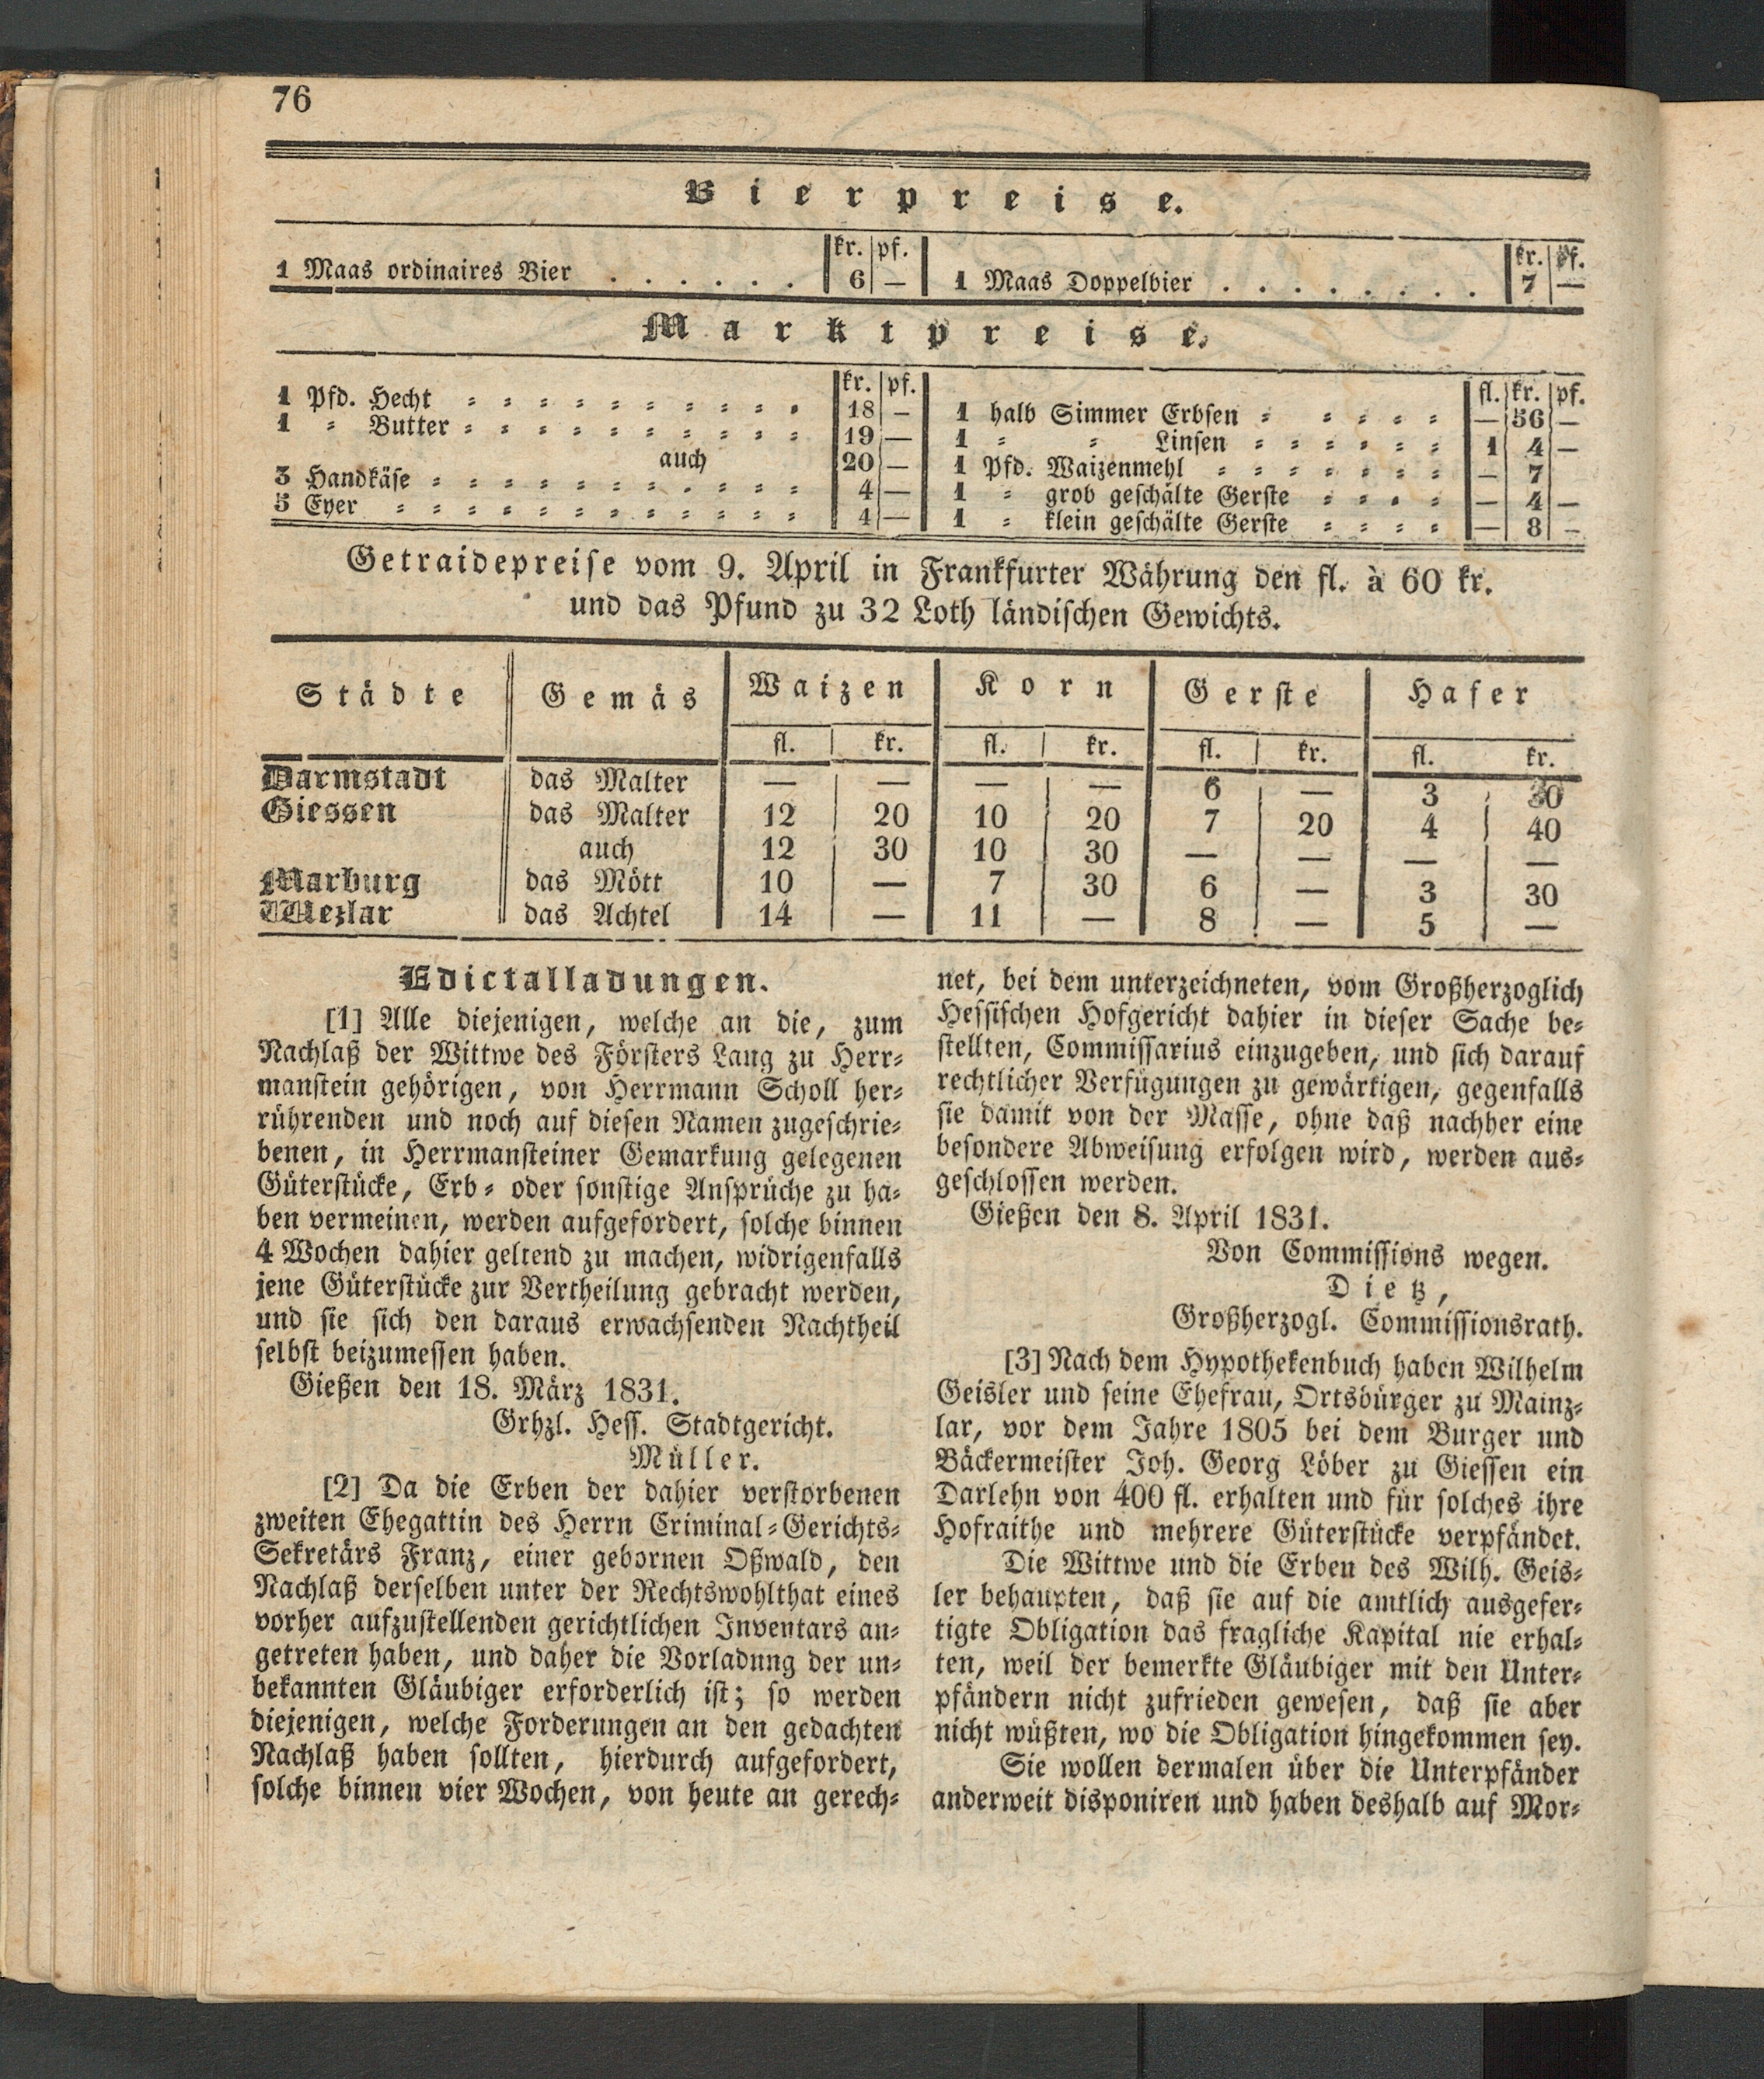 76
Bierpreise.
kr. pf. kr. pf.
1 Maas ordinaires Bier . . . . . . 6 — 1 Maas Doppelbier . . . . . . . . 7 —
Marktpreise.
kr. pf. fl. kr. pf.
1 Pfd. Hecht 18 — 1 halb Simmer Erbsen — 56 —
1 = Butter 19 — 1 = = Linsen 1 4 —
auch 20 — 1 Pfd. Waizenmehl — 7 —
3 Handkäse 4 — 1 = grob geschälte Gerste — 4 —
5 Eyer 4 — 1 = klein geschälte Gerste — 8 —
Getraidepreise vom 9. April in Frankfurter Währung den fl. à 60 kr.
und das Pfund zu 32 Loth ländischen Gewichts.
Städte Gemäs Waizen Korn Gerste Hafer
fl. kr. fl. kr. fl. kr. fl. kr.
Darmstadt das Malter — — — — 6 — 3 30
Giessen das Malter 12 20 10 20 7 20 4 40
auch 12 30 10 30 — — — —
Marburg das Mött 10 — 7 30 6 — 3 30
Wezlar das Achtel 14 — 11 — 8 — 5 —
Edictalladungen.
[1] Alle diejenigen, welche an die, zum
Nachlaß der Wittwe des Försters Lang zu Herr=
manstein gehörigen, von Herrmann Scholl her=
rührenden und noch auf diesen Namen zugeschrie=
benen, in Herrmansteiner Gemarkung gelegenen
Güterstücke, Erb= oder sonstige Ansprüche zu ha=
ben vermeinen, werden aufgefordert, solche binnen
4 Wochen dahier geltend zu machen, widrigenfalls
jene Güterstücke zur Vertheilung gebracht werden,
und sie sich den daraus erwachsenden Nachtheil
selbst beizumessen haben.
Gießen den 18. März 1831.
Grhzl. Hess. Stadtgericht.
Müller.
[2] Da die Erben der dahier verstorbenen
zweiten Ehegattin des Herrn Criminal=Gerichts=
Sekretärs Franz, einer gebornen Oßwald, den
Nachlaß derselben unter der Rechtswohlthat eines
vorher aufzustellenden gerichtlichen Inventars an=
getreten haben, und daher die Vorladung der un=
bekannten Gläubiger erforderlich ist; so werden
diejenigen, welche Forderungen an den gedachten
Nachlaß haben sollten, hierdurch aufgefordert,
solche binnen vier Wochen, von heute an gerech=
net, bei dem unterzeichneten, vom Großherzoglich
Hessischen Hofgericht dahier in dieser Sache be=
stellten, Commissarius einzugeben, und sich darauf
rechtlicher Verfügungen zu gewärtigen, gegenfalls
sie damit von der Masse, ohne daß nachher eine
besondere Abweisung erfolgen wird, werden aus=
geschlossen werden.
Gießen den 8. April 1831.
Von Commissions wegen.
Dietz,
Großherzogl. Commissionsrath.
[3] Nach dem Hypothekenbuch haben Wilhelm
Geisler und seine Ehefrau, Ortsbürger zu Mainz=
lar, vor dem Jahre 1805 bei dem Burger und
Bäckermeister Joh. Georg Löber zu Giessen ein
Darlehn von 400 fl. erhalten und für solches ihre
Hofraithe und mehrere Güterstücke verpfändet.
Die Wittwe und die Erben des Wilh. Geis=
ler behaupten, daß sie auf die amtlich ausgefer=
tigte Obligation das fragliche Kapital nie erhal=
ten, weil der bemerkte Gläubiger mit den Unter=
pfändern nicht zufrieden gewesen, daß sie aber
nicht wüßten, wo die Obligation hingekommen sey.
Sie wollen dermalen über die Unterpfänder
anderweit disponiren und haben deshalb auf Mor=